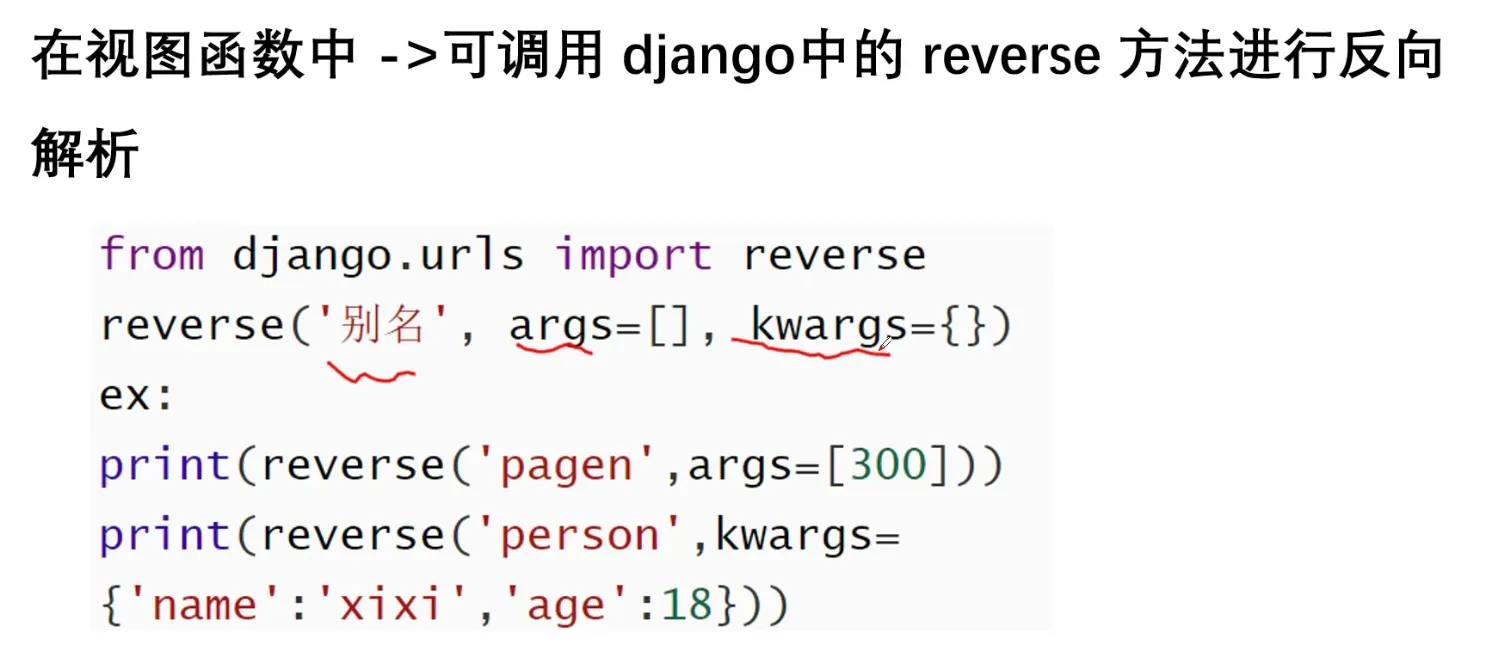 在视图函数中 ->可调用 django中的 reverse 方法进行反向
解析
from django.urls import reverse
reverse('别名', args=[], kwargs={})
ex:
print(reverse('pagen',args=[300]))
print(reverse('person',kwargs=
{'name':'xixi','age':18}))